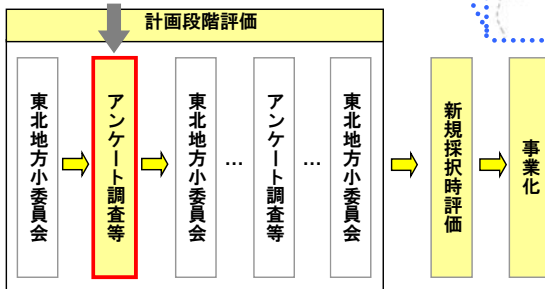 計画段階評価
東北地方小委員会
アンケート調査等
東北地方小委員会
…
アンケート調査等
…
東北地方小委員会
新規採択時評価
事業化